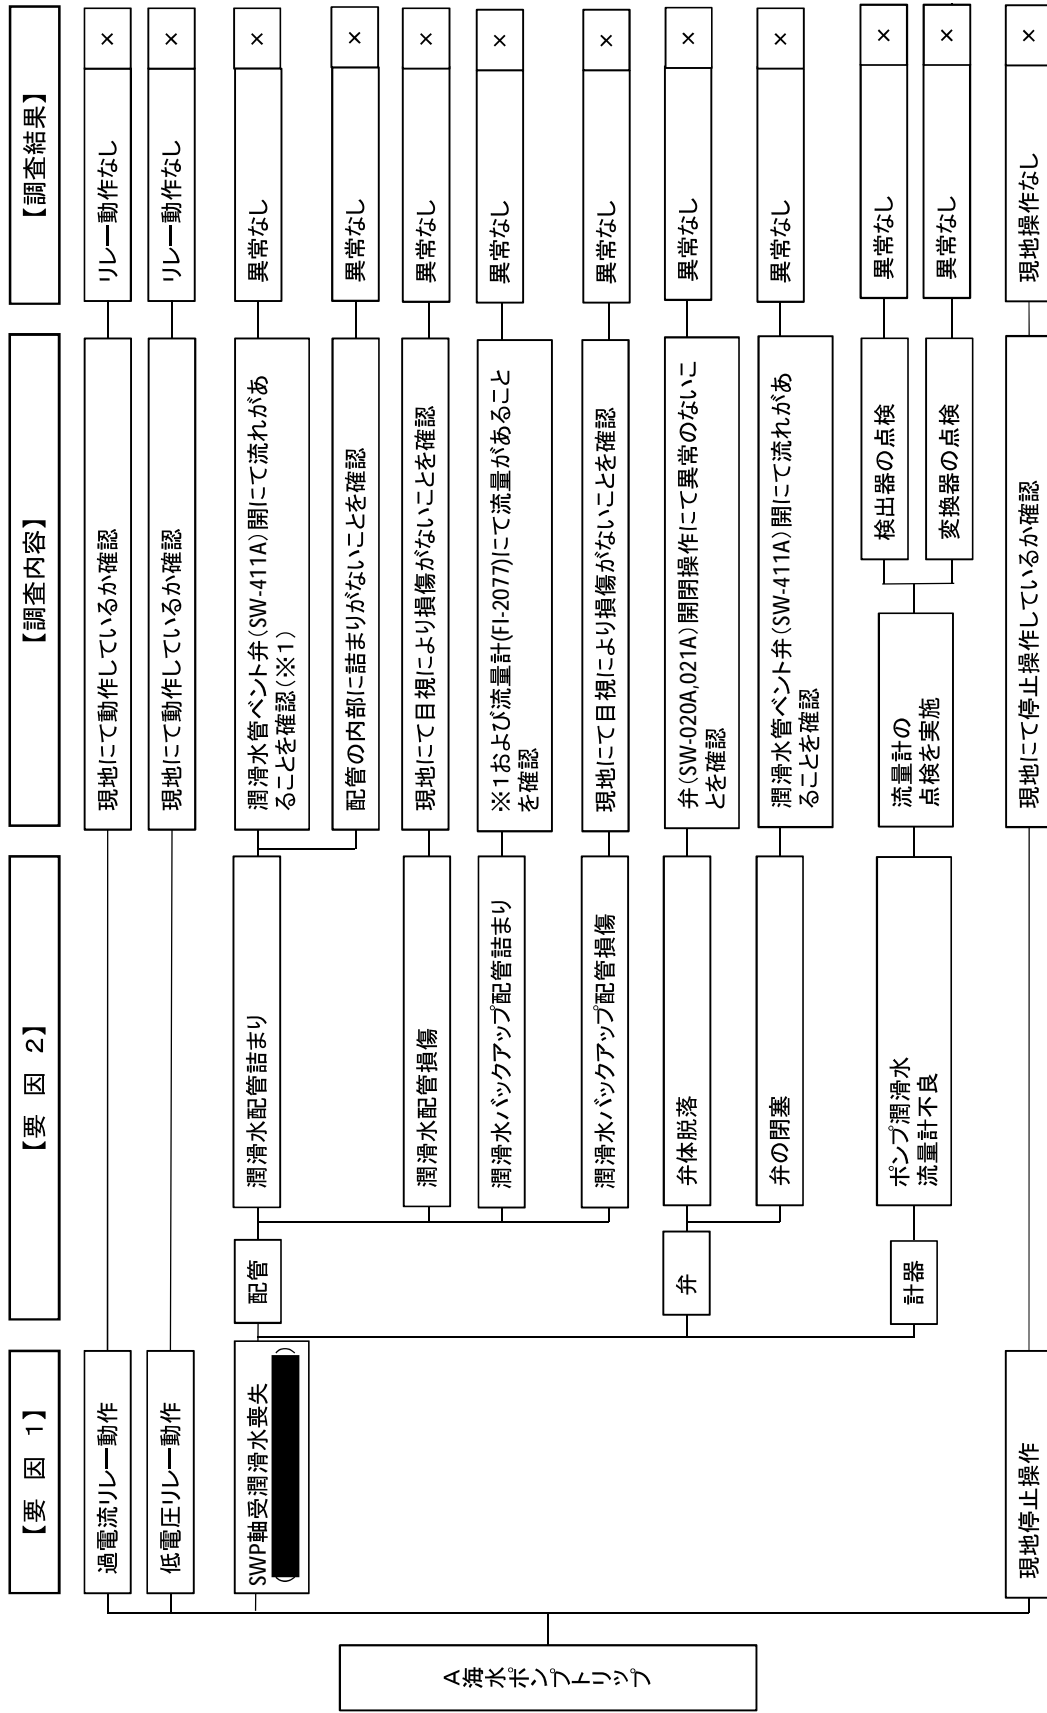 【要　因　1】
【要　因　2】
【調査内容】
【調査結果】
A海水ポンプトリップ
過電流リレー動作
現地にて動作しているか確認
リレー動作なし
×
低電圧リレー動作
現地にて動作しているか確認
リレー動作なし
×
SWP軸受潤滑水喪失
(　)
配管
潤滑水配管詰まり
潤滑水管ベント弁(SW-411A)開にて流れがあ
ることを確認(※1)
異常なし
×
配管の内部に詰まりがないことを確認
異常なし
×
潤滑水配管損傷
現地にて目視により損傷がないことを確認
異常なし
×
潤滑水バックアップ配管詰まり
※1および流量計(FI-2077)にて流量があること
を確認
異常なし
×
潤滑水バックアップ配管損傷
現地にて目視により損傷がないことを確認
異常なし
×
弁
弁体脱落
弁(SW-020A,021A)開閉操作にて異常のないこ
とを確認
異常なし
×
弁の閉塞
潤滑水管ベント弁(SW-411A)開にて流れがあ
ることを確認
異常なし
×
計器
ポンプ潤滑水
流量計不良
流量計の
点検を実施
検出器の点検
異常なし
×
変換器の点検
異常なし
×
現地停止操作
現地にて停止操作しているか確認
現地操作なし
×